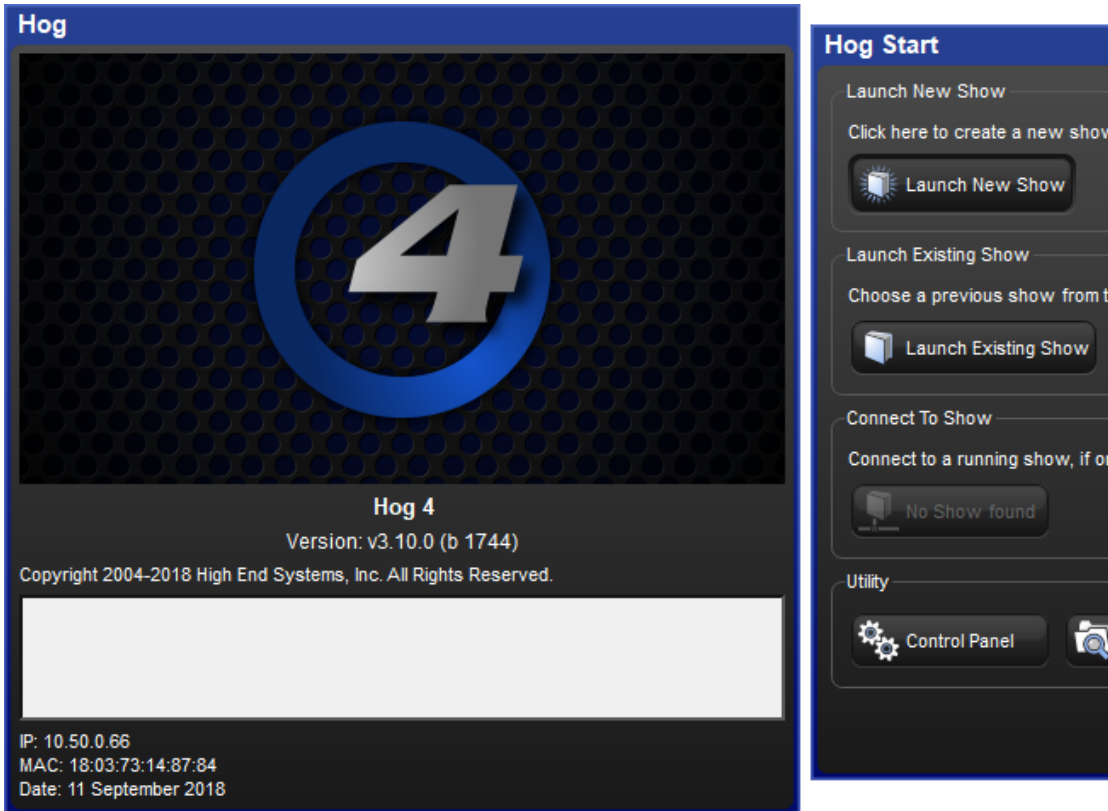 Hog
4
Hog 4
Version: v3.10.0 (b 1744)
Copyright 2004-2018 High End Systems, Inc. All Rights Reserved.
IP: 10.50.0.66
MAC: 18:03:73:14:87:84
Date: 11 September 2018
Hog Start
Launch New Show
Click here to create a new show
Launch New Show
Launch Existing Show
Choose a previous show from
Launch Existing Show
Connect To Show
Connect to a running show, if
No Show found
Utility
Control Panel